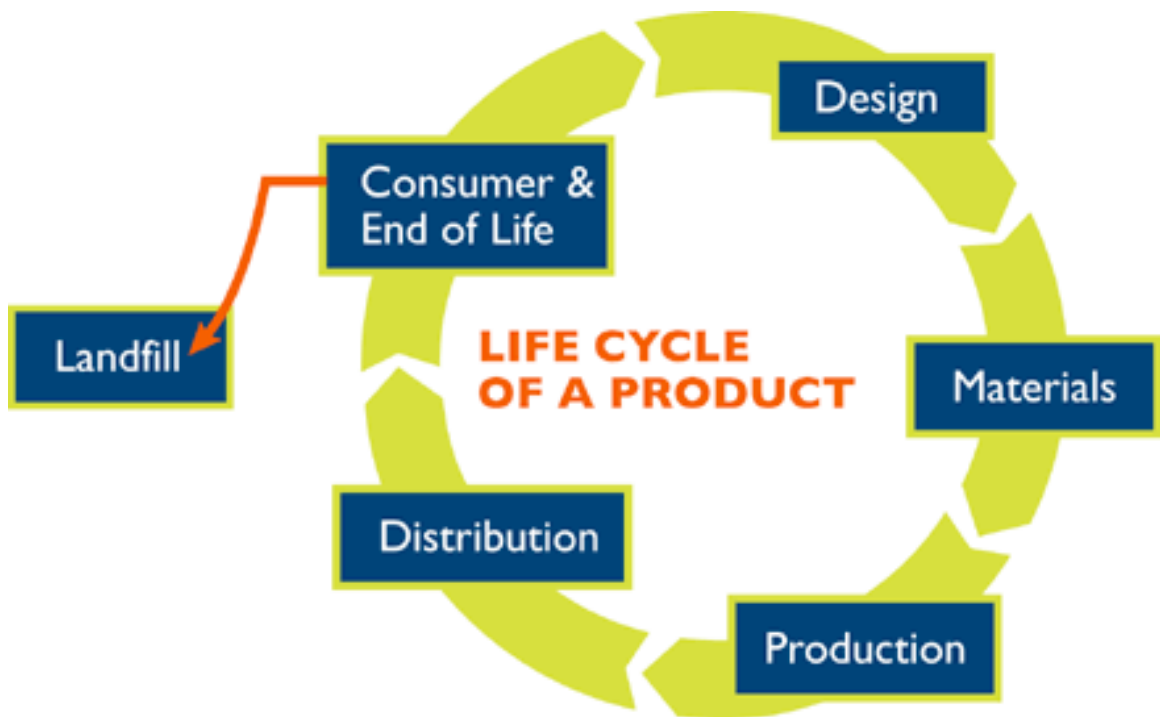 Design
Consumer &
End of Life
Landfill
LIFE CYCLE
OF A PRODUCT
Materials
Distribution
Production